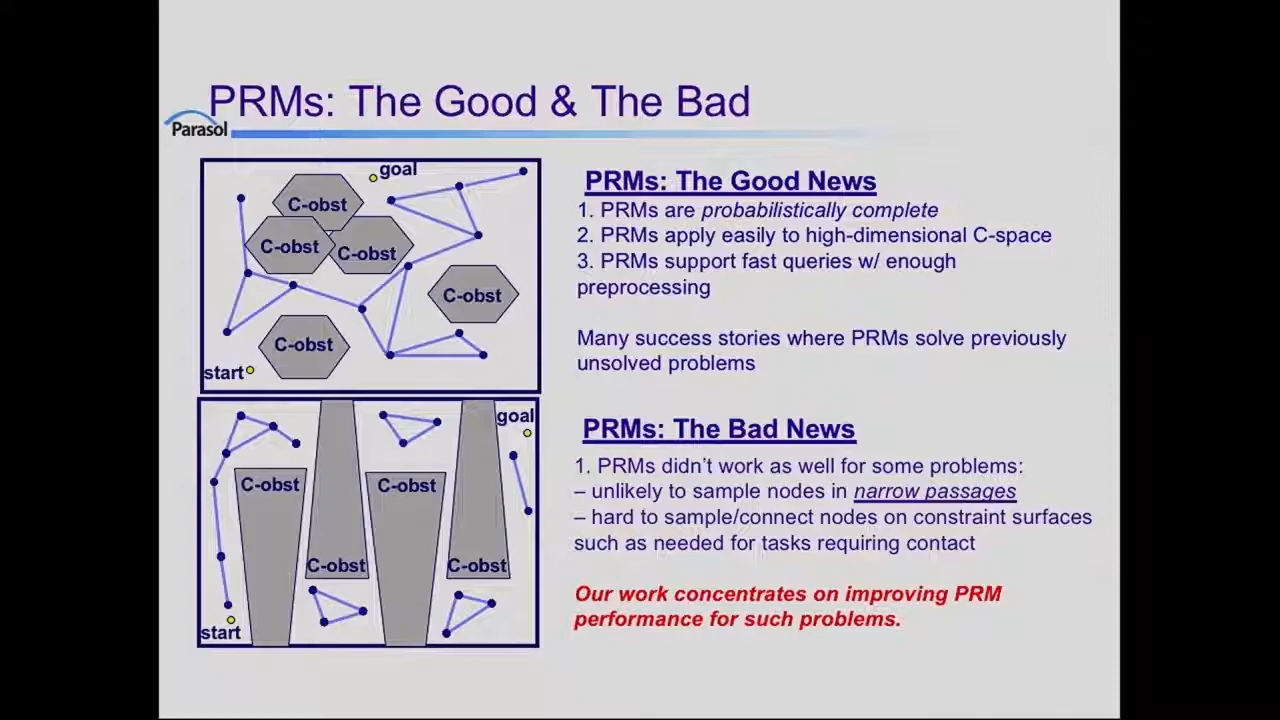 PRMs: The Good & The Bad
Parasol
goal
C-obst
C-obst
C-obst
C-obst
C-obst
start
goal
C-obst
C-obst
C-obst
C-obst
start
PRMs: The Good News
1. PRMs are probabilistically complete
2. PRMs apply easily to high-dimensional C-space
3. PRMs support fast queries w/ enough
preprocessing
Many success stories where PRMs solve previously
unsolved problems
PRMs: The Bad News
1. PRMs didn't work as well for some problems:
– unlikely to sample nodes in narrow passages
– hard to sample/connect nodes on constraint surfaces
such as needed for tasks requiring contact
Our work concentrates on improving PRM
performance for such problems.